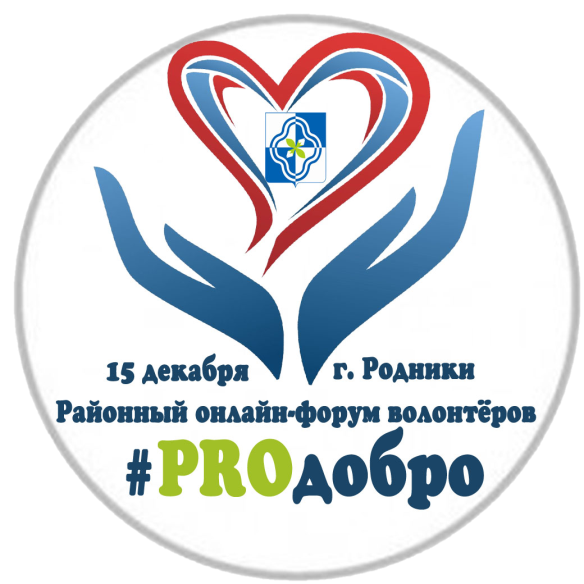 15 декабря г. Родники
Районный онлайн-форум волонтёров
#PROдобро